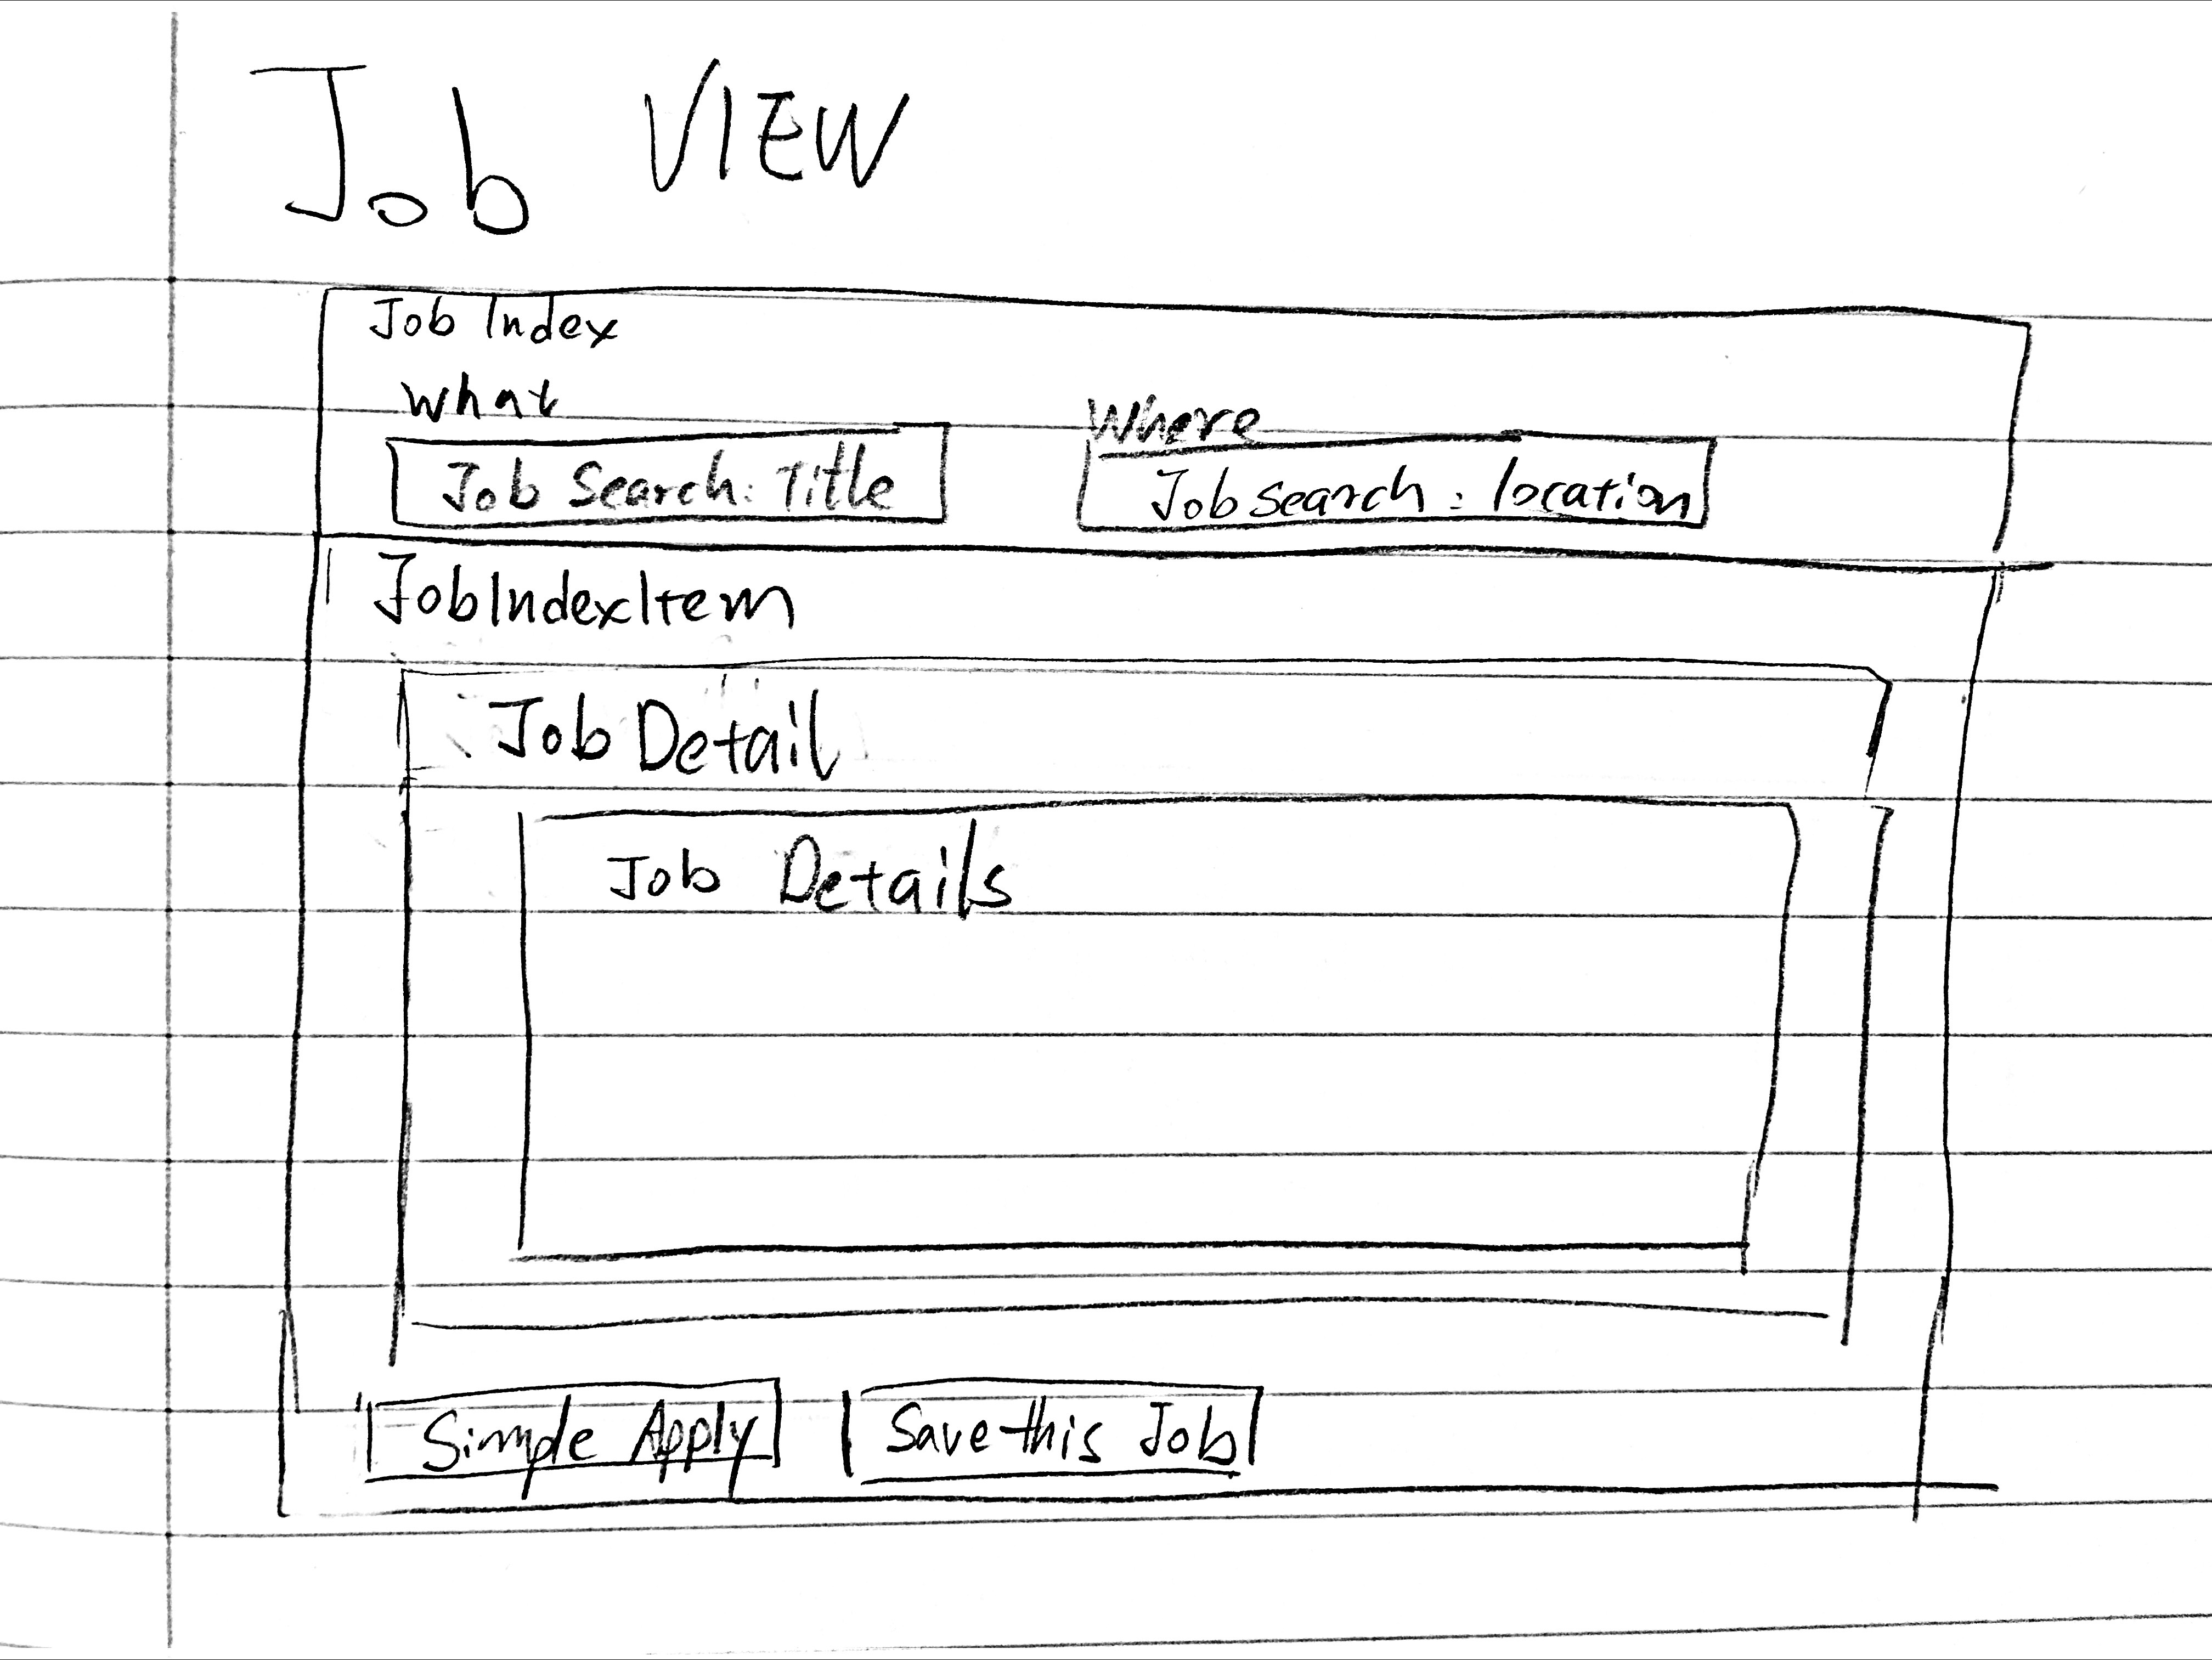 Job VIEW
Job Index
What
Where
Job Search: Title
Job search: location
JobIndexItem
Job Detail
Job Details
Simple Apply
Save this Job